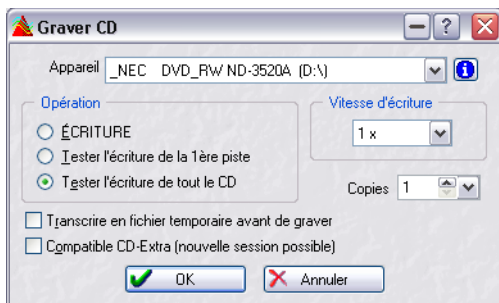 Graver CD
Appareil _NEC DVD_RW ND-3520A (D:\)
Opération
ÉCRITURE
Tester l'écriture de la 1ère piste
Tester l'écriture de tout le CD
Vitesse d'écriture
1 x
Copies 1
Transcrire en fichier temporaire avant de graver
Compatible CD-Extra (nouvelle session possible)
OK Annuler